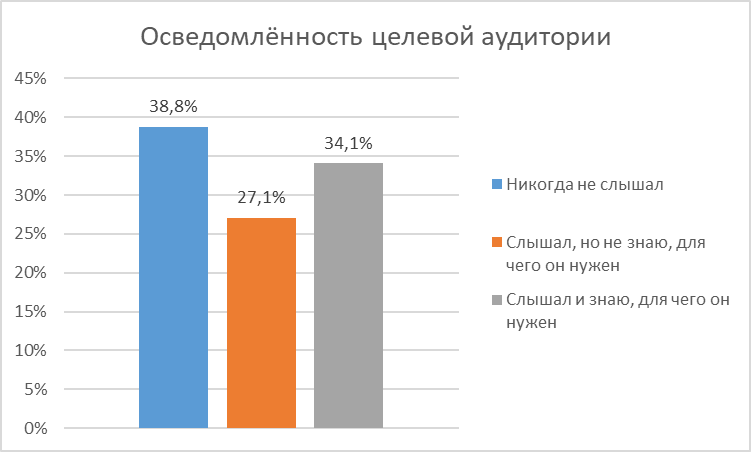 Осведомлённость целевой аудитории
45%
40%
35%
30%
25%
20%
15%
10%
5%
0%
38,8%
27,1%
34,1%
Никогда не слышал
Слышал, но не знаю, для
чего он нужен
Слышал и знаю, для чего он
нужен